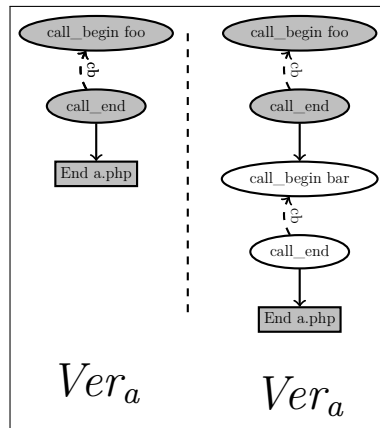 call_begin foo
cb
call_end
End a.php
Ver_a
call_begin foo
cb
call_end
call_begin bar
cb
call_end
End a.php
Ver_a